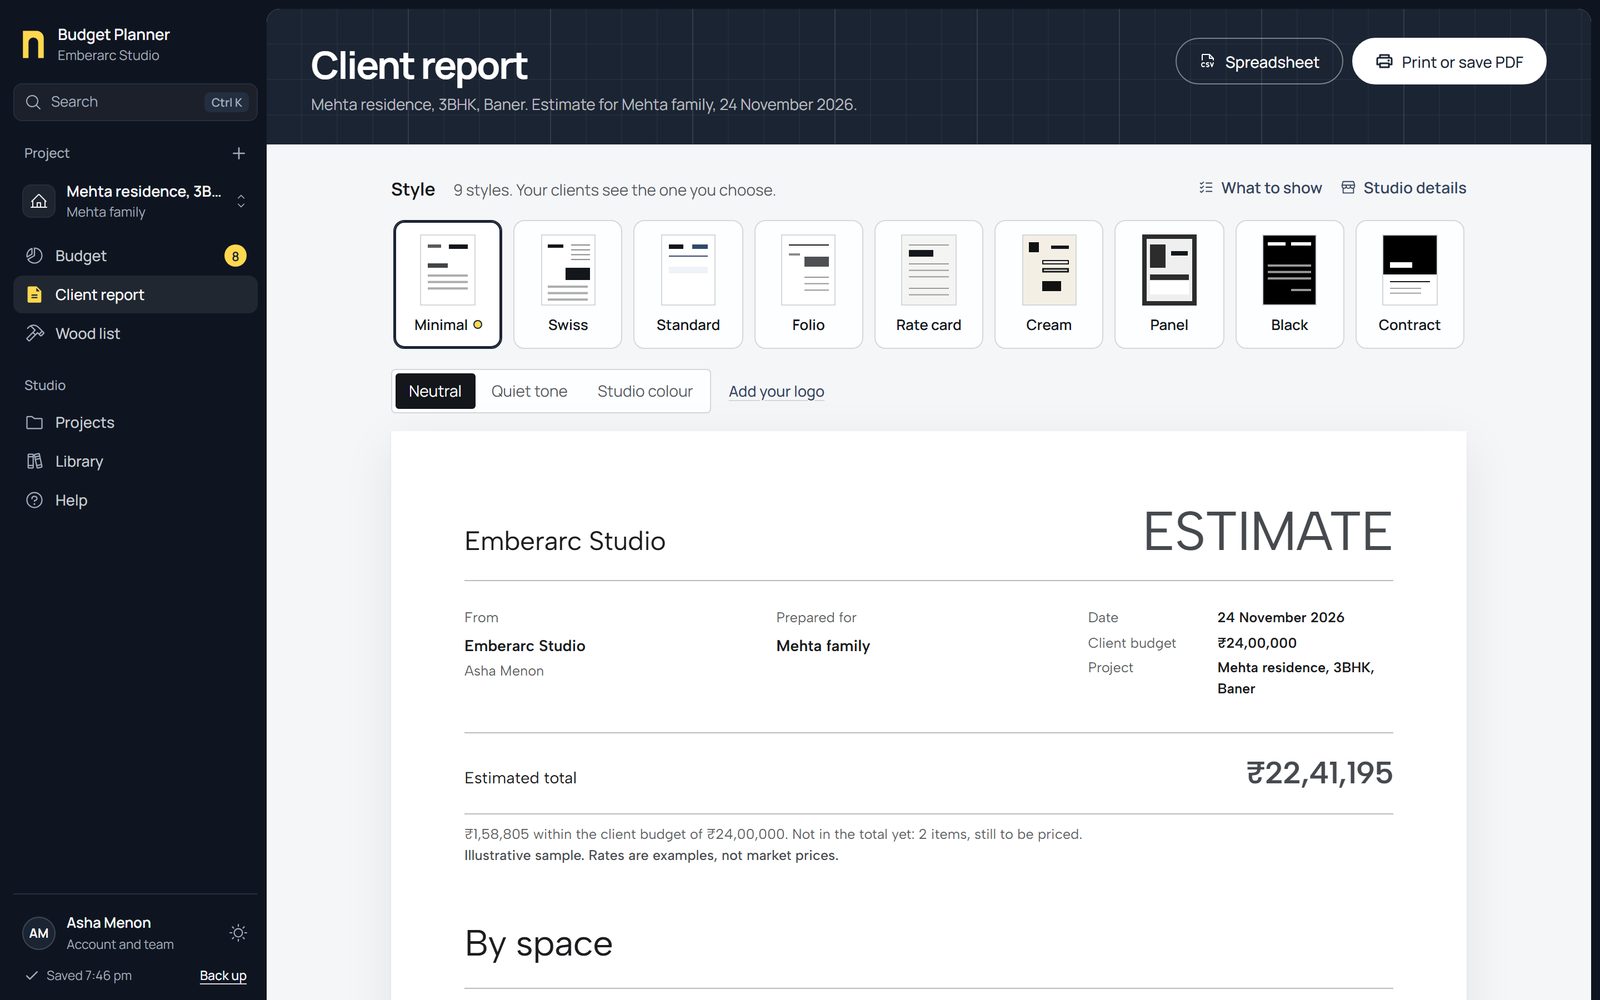 Budget Planner
Emberarc Studio
Search
Ctrl K
Project
Mehta residence, 3B...
Mehta family
Budget
8
Client report
Wood list
Studio
Projects
Library
Help
AM
Asha Menon
Account and team
Saved 7:46 pm
Back up
Client report
Mehta residence, 3BHK, Baner. Estimate for Mehta family, 24 November 2026.
CSV
Spreadsheet
Print or save PDF
Style
9 styles. Your clients see the one you choose.
What to show
Studio details
Minimal
Swiss
Standard
Folio
Rate card
Cream
Panel
Black
Contract
Neutral
Quiet tone
Studio colour
Add your logo
Emberarc Studio
ESTIMATE
From
Emberarc Studio
Asha Menon
Prepared for
Mehta family
Date
24 November 2026
Client budget
₹24,00,000
Project
Mehta residence, 3BHK,
Baner
Estimated total
₹22,41,195
₹1,58,805 within the client budget of ₹24,00,000. Not in the total yet: 2 items, still to be priced.
Illustrative sample. Rates are examples, not market prices.
By space